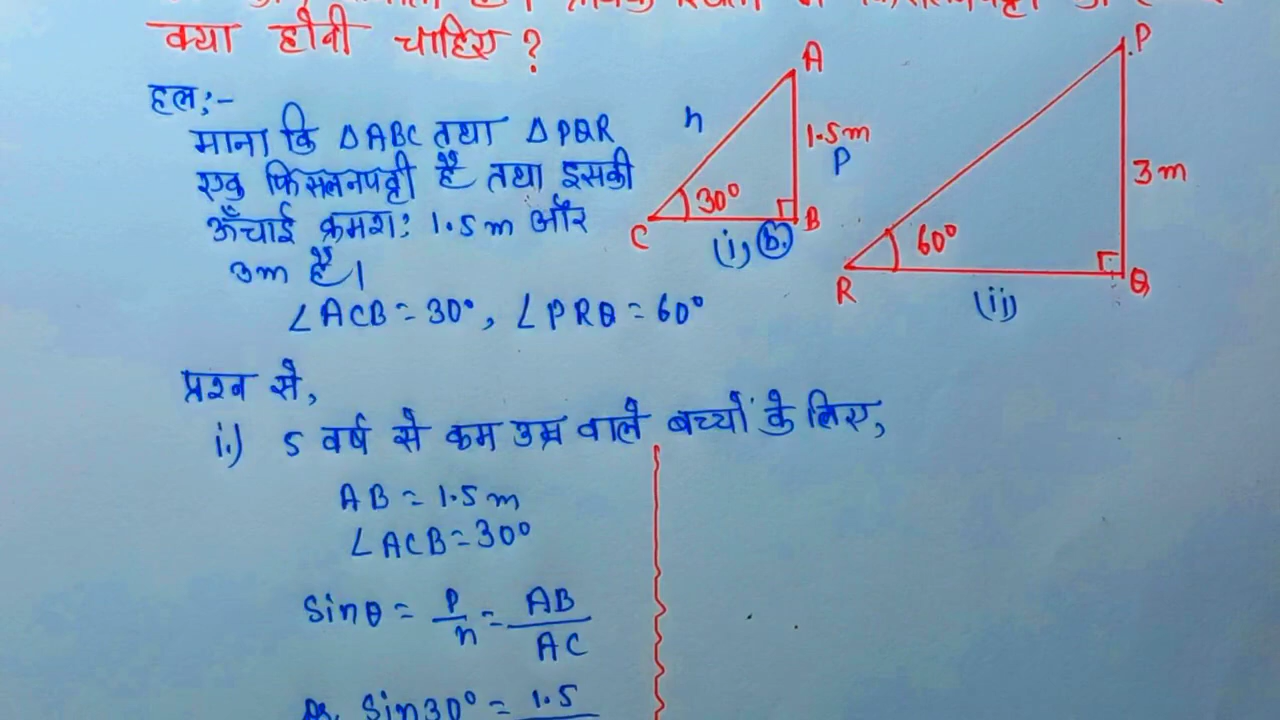 क्या होनी चाहिए ?
हल:-
माना कि △ABC तथा △PQR
एक फिसलनपट्टी है तथा इसकी
ऊँचाई क्रमश: 1.5m और
3m हैं।
∠ACB = 30°, ∠PRQ = 60°
A
h
1.5m
P
30°
C
B
(i) b.
P
3m
60°
R
Q
(ii)
प्रश्न से,
i.) 5 वर्ष से कम उम्र वाले बच्चों के लिए,
AB = 1.5m
∠ACB = 30°
Sinθ = P/h = AB/AC
Sin30° = 1.5